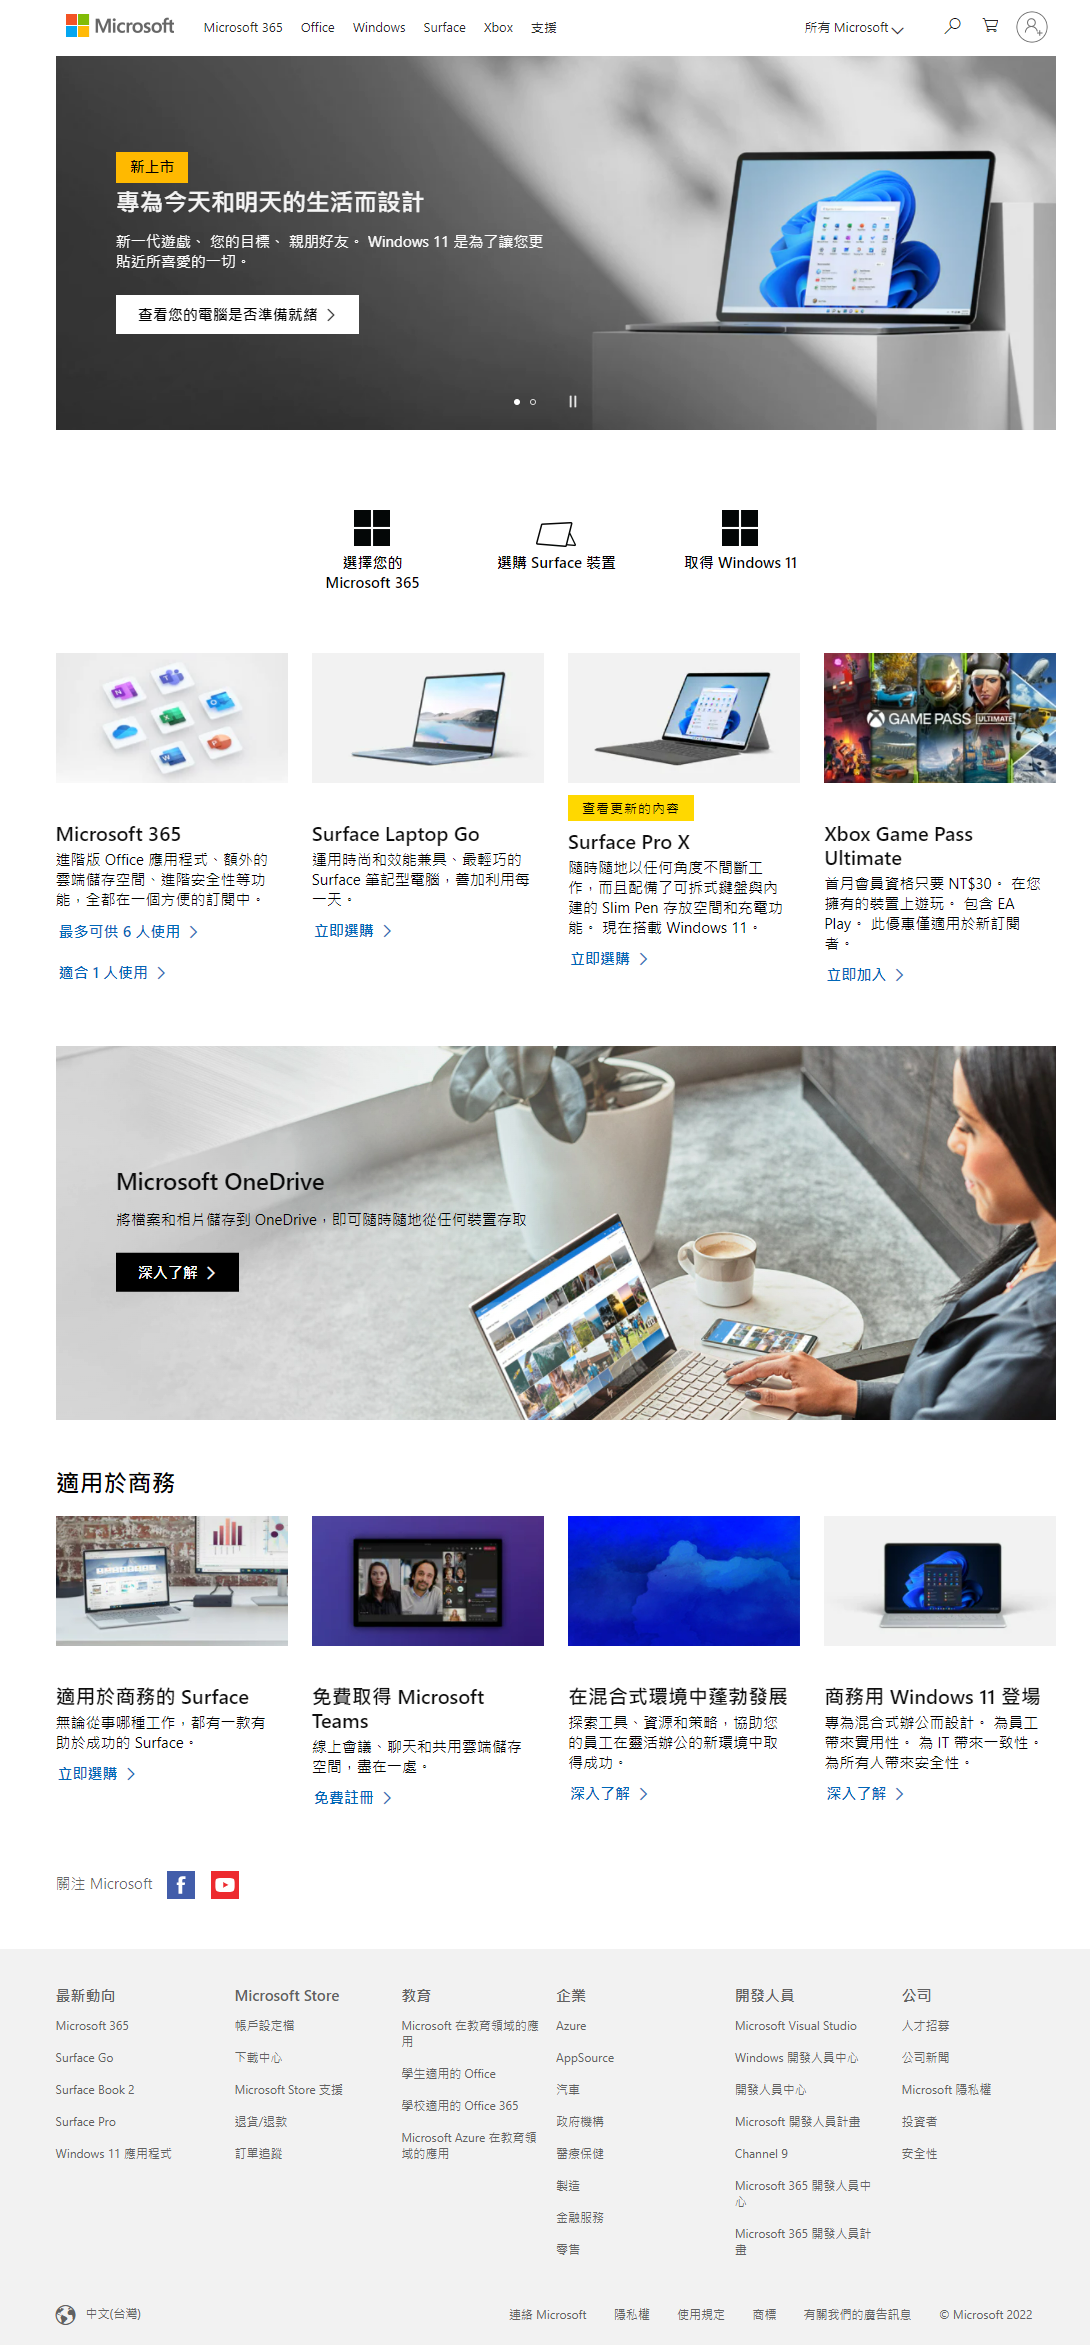 Microsoft
Microsoft 365 Office Windows Surface Xbox 支援
所有 Microsoft
新上市
專為今天和明天的生活而設計
新一代遊戲、 您的目標、 親朋好友。 Windows 11 是為了讓您更
貼近所喜愛的一切。
查看您的電腦是否準備就緒
選擇您的
Microsoft 365
選購 Surface 裝置
取得 Windows 11
Microsoft 365
進階版 Office 應用程式、額外的
雲端儲存空間、進階安全性等功
能，全都在一個方便的訂閱中。
最多可供 6 人使用
適合 1 人使用
Surface Laptop Go
運用時尚和效能兼具、最輕巧的
Surface 筆記型電腦，善加利用每
一天。
立即選購
查看更新的內容
Surface Pro X
隨時隨地以任何角度不間斷工
作，而且配備了可拆式鍵盤與內
建的 Slim Pen 存放空間和充電功
能。 現在搭載 Windows 11。
立即選購
GAME PASS ULTIMATE
Xbox Game Pass
Ultimate
首月會員資格只要 NT$30。 在您
擁有的裝置上遊玩。 包含 EA
Play。 此優惠僅適用於新訂閱
者。
立即加入
Microsoft OneDrive
將檔案和相片儲存到 OneDrive，即可隨時隨地從任何裝置存取
深入了解
適用於商務
適用於商務的 Surface
無論從事哪種工作，都有一款有
助於成功的 Surface。
立即選購
免費取得 Microsoft
Teams
線上會議、聊天和共用雲端儲存
空間，盡在一處。
免費註冊
在混合式環境中蓬勃發展
探索工具、資源和策略，協助您
的員工在靈活辦公的新環境中取
得成功。
深入了解
商務用 Windows 11 登場
專為混合式辦公而設計。 為員工
帶來實用性。 為 IT 帶來一致性。
為所有人帶來安全性。
深入了解
關注 Microsoft
最新動向
Microsoft 365
Surface Go
Surface Book 2
Surface Pro
Windows 11 應用程式
Microsoft Store
帳戶設定檔
下載中心
Microsoft Store 支援
退貨/退款
訂單追蹤
教育
Microsoft 在教育領域的應
用
學生適用的 Office
學校適用的 Office 365
Microsoft Azure 在教育領
域的應用
企業
Azure
AppSource
汽車
政府機構
醫療保健
製造
金融服務
零售
開發人員
Microsoft Visual Studio
Windows 開發人員中心
開發人員中心
Microsoft 開發人員計畫
Channel 9
Microsoft 365 開發人員中
心
Microsoft 365 開發人員計
畫
公司
人才招募
公司新聞
Microsoft 隱私權
投資者
安全性
中文(台灣)
連絡 Microsoft 隱私權 使用規定 商標 有關我們的廣告訊息 © Microsoft 2022